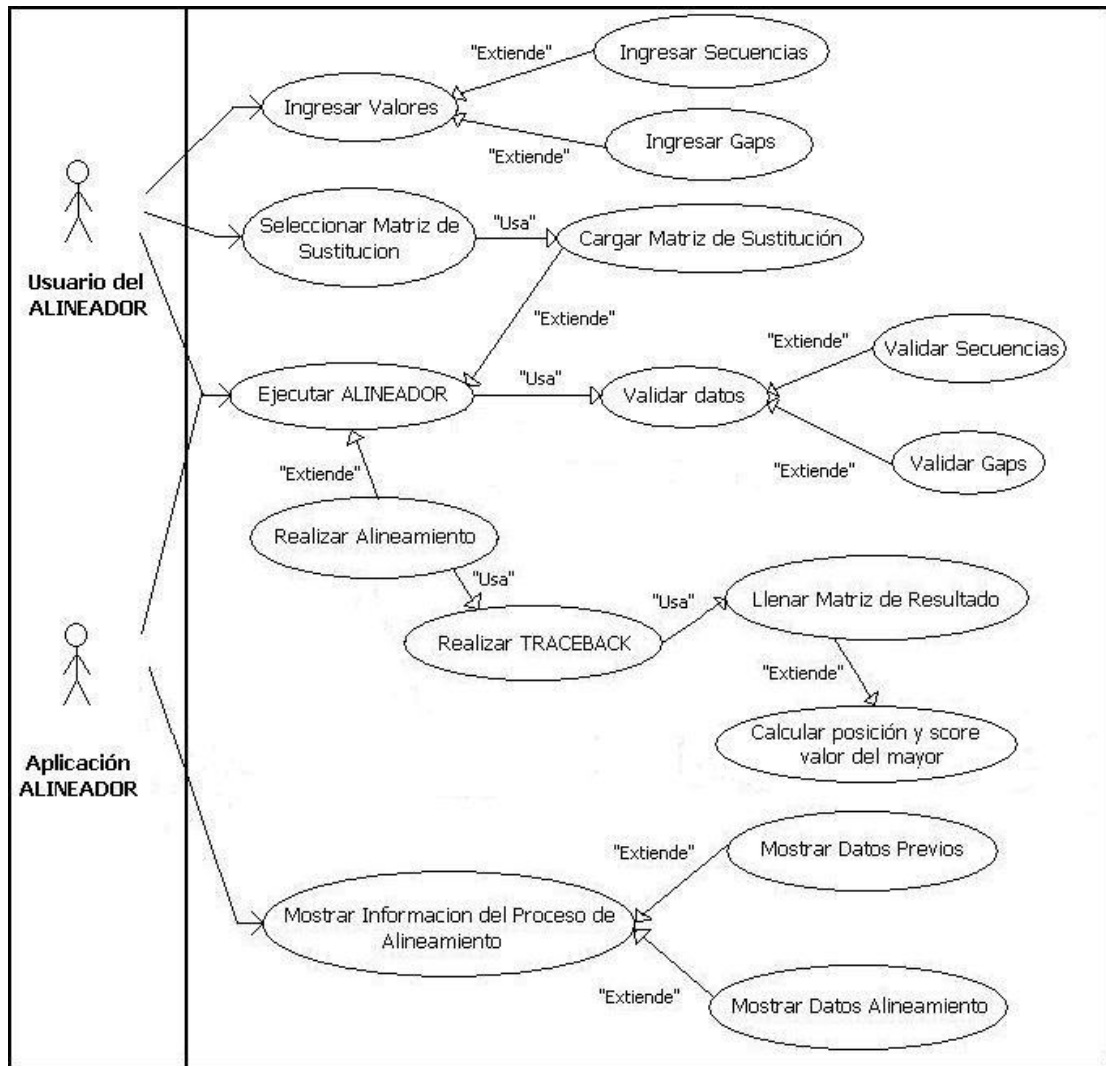 "Extiende"
Ingresar Secuencias
Ingresar Valores
"Extiende"
Ingresar Gaps
Usuario del
ALINEADOR
Seleccionar Matriz de
Sustitucion
"Usa"
Cargar Matriz de Sustitución
"Extiende"
Ejecutar ALINEADOR
"Usa"
Validar datos
"Extiende"
Validar Secuencias
"Extiende"
Validar Gaps
"Extiende"
Realizar Alineamiento
"Usa"
Realizar TRACEBACK
"Usa"
Llenar Matriz de Resultado
"Extiende"
Calcular posición y score
valor del mayor
Aplicación
ALINEADOR
Mostrar Informacion del Proceso de
Alineamiento
"Extiende"
Mostrar Datos Previos
"Extiende"
Mostrar Datos Alineamiento